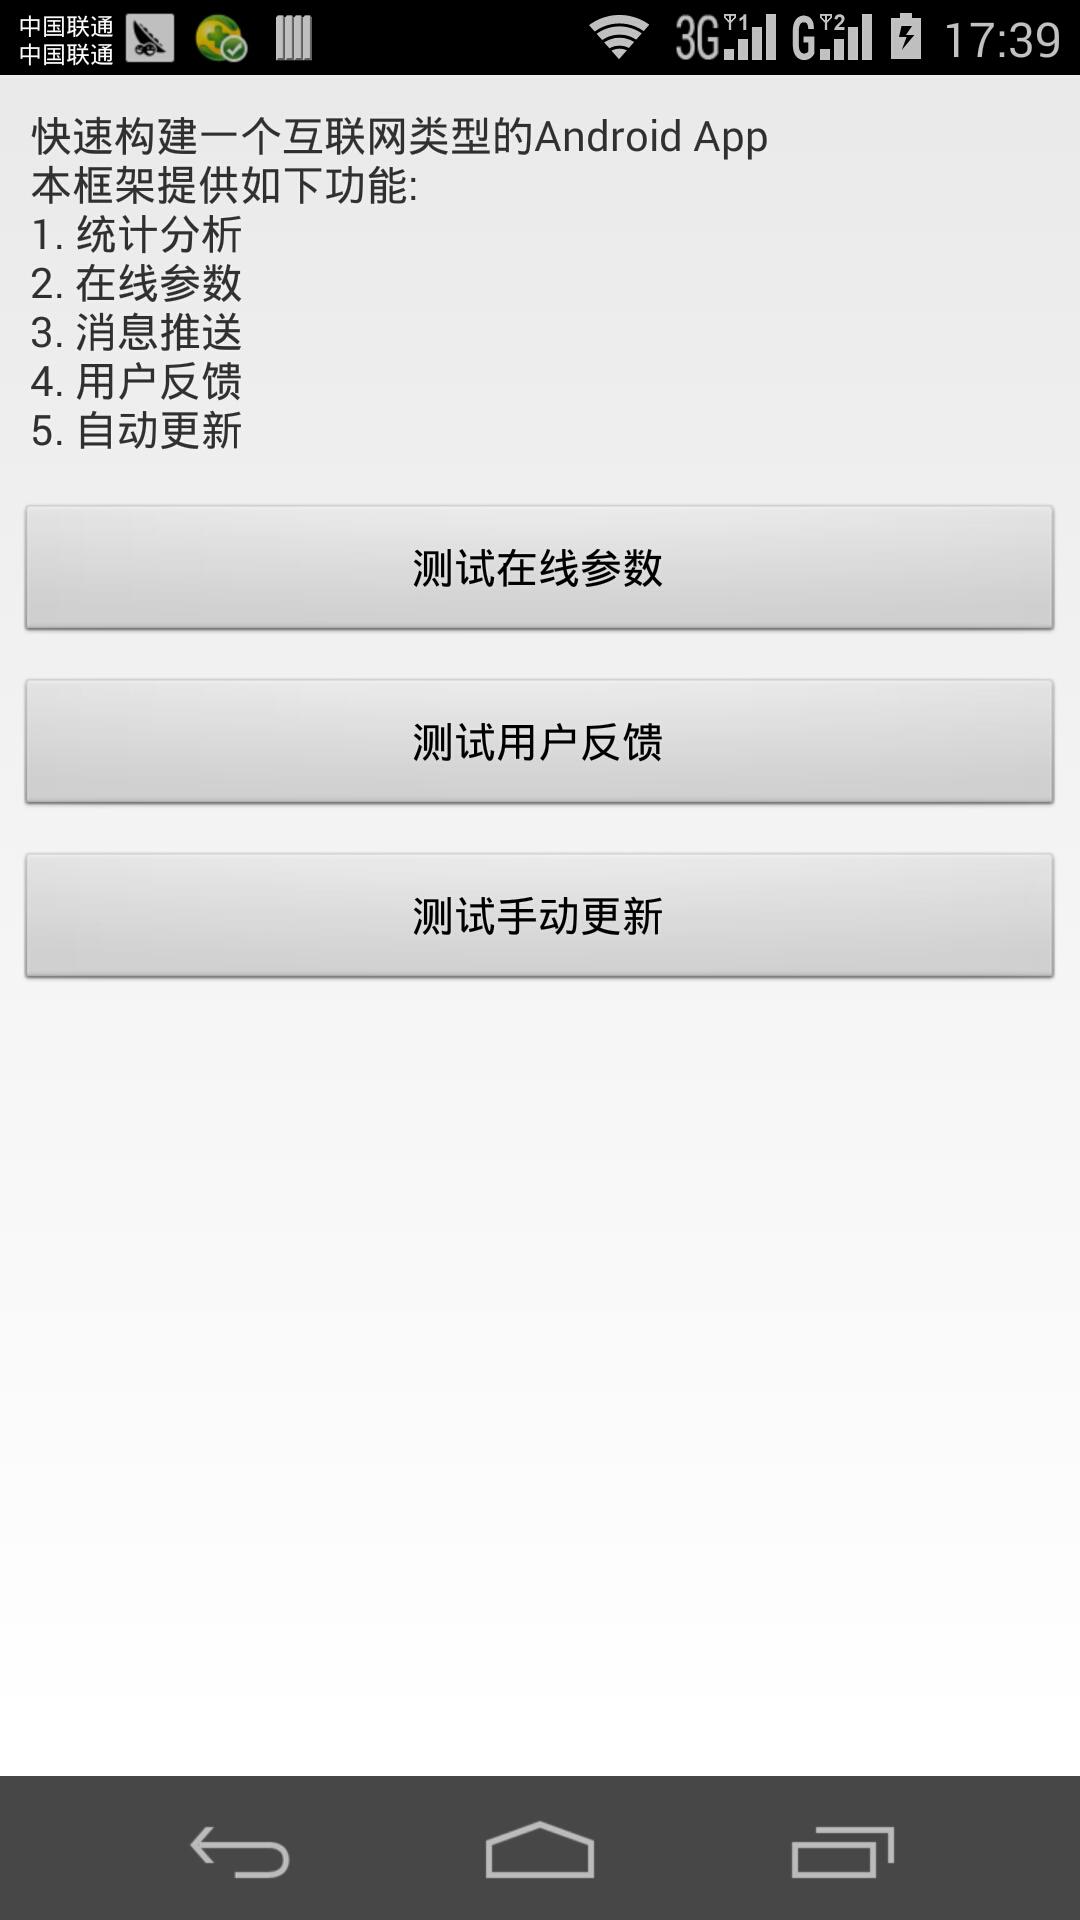 中国联通
中国联通
3G 1 G 2 17:39
快速构建一个互联网类型的Android App
本框架提供如下功能:
1. 统计分析
2. 在线参数
3. 消息推送
4. 用户反馈
5. 自动更新
测试在线参数
测试用户反馈
测试手动更新